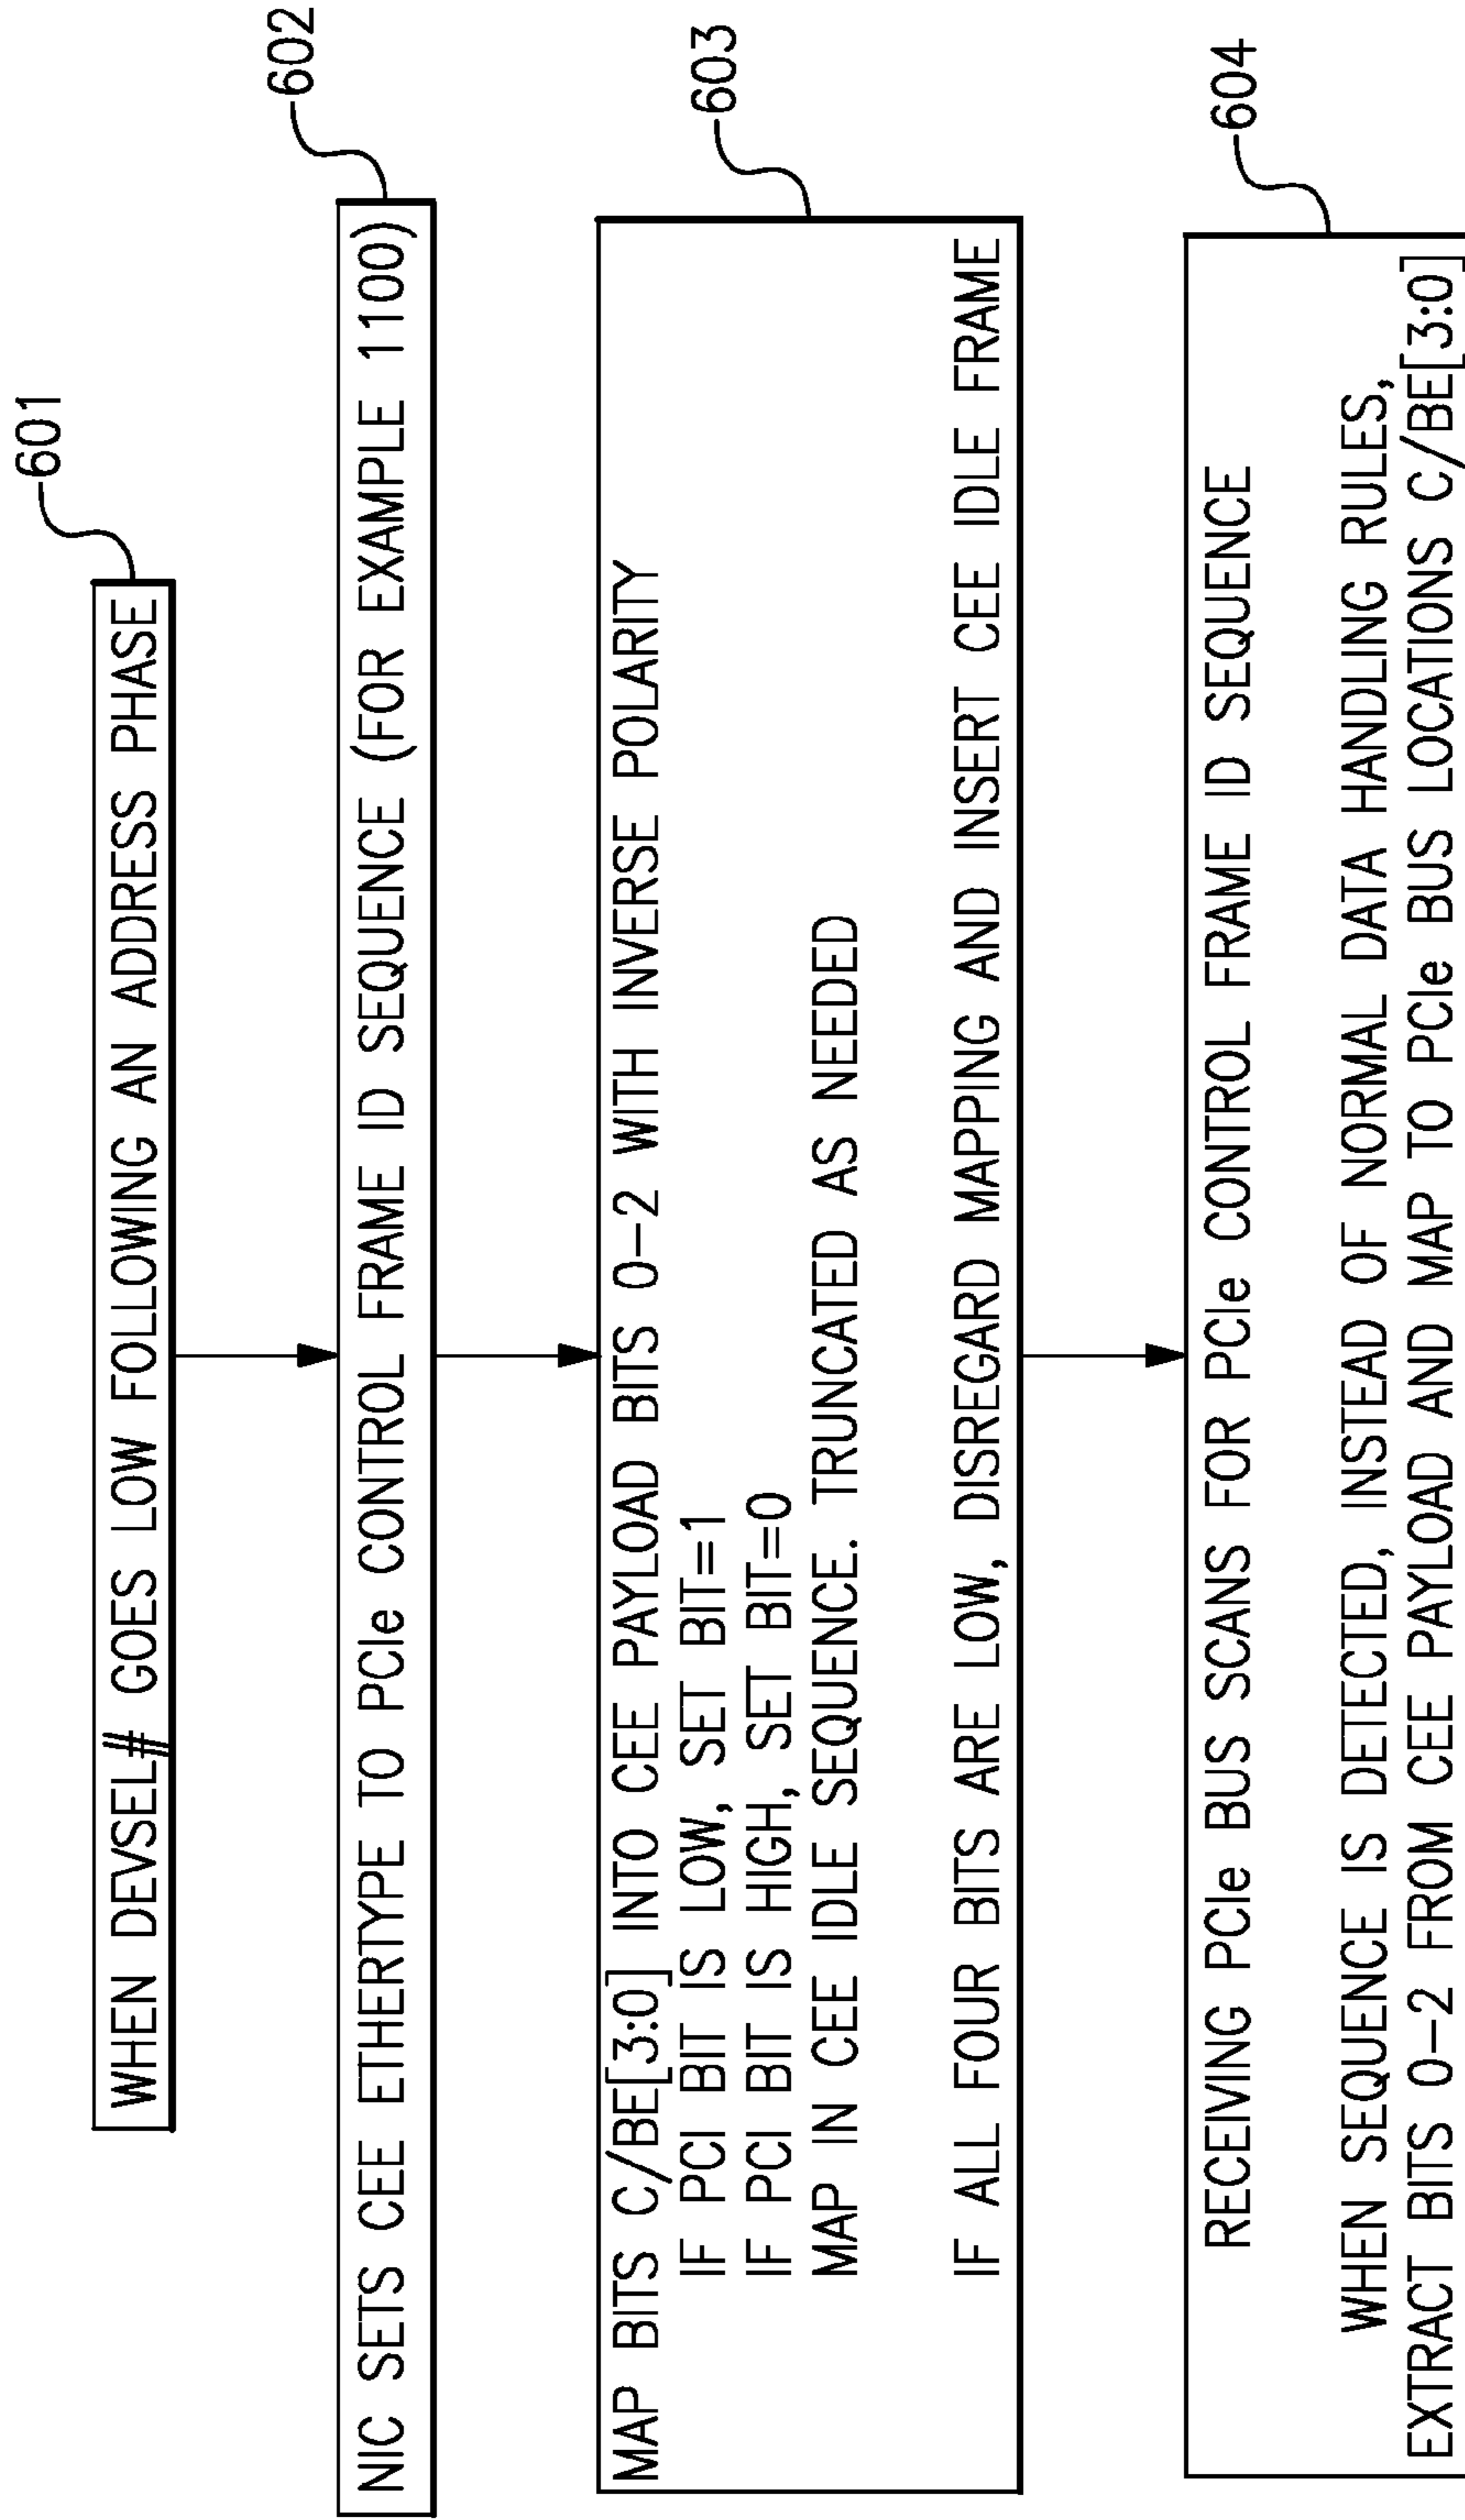 601
WHEN DEVSEL# GOES LOW FOLLOWING AN ADDRESS PHASE
602
NIC SETS CEE ETHERTYPE TO PCIe CONTROL FRAME ID SEQUENCE (FOR EXAMPLE 1100)
603
MAP BITS C/BE[3:0] INTO CEE PAYLOAD BITS 0-2 WITH INVERSE POLARITY
IF PCI BIT IS LOW, SET BIT=1
IF PCI BIT IS HIGH, SET BIT=0
MAP IN CEE IDLE SEQUENCE. TRUNCATED AS NEEDED
IF ALL FOUR BITS ARE LOW, DISREGARD MAPPING AND INSERT CEE IDLE FRAME
604
RECEIVING PCIe BUS SCANS FOR PCIe CONTROL FRAME ID SEQUENCE
WHEN SEQUENCE IS DETECTED, INSTEAD OF NORMAL DATA HANDLING RULES,
EXTRACT BITS 0-2 FROM CEE PAYLOAD AND MAP TO PCIe BUS LOCATIONS C/BE[3:0]